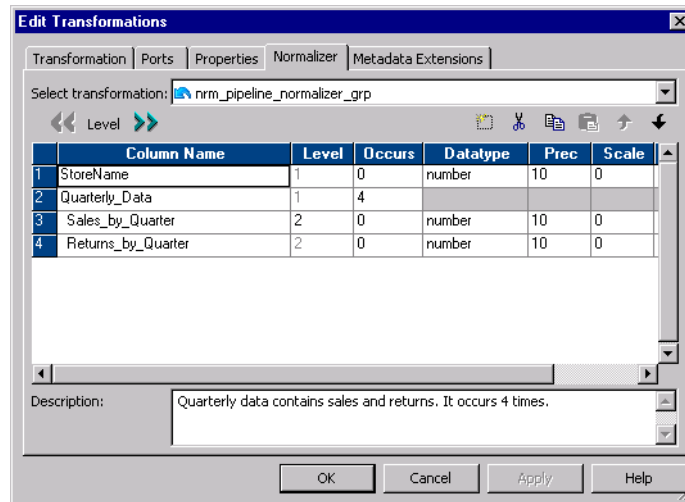 Edit Transformations
Transformation Ports Properties Normalizer Metadata Extensions
Select transformation: nrm_pipeline_normalizer_grp
Level
Column Name Level Occurs Datatype Prec Scale
1 StoreName 1 0 number 10 0
2 Quarterly_Data 1 4
3 Sales_by_Quarter 2 0 number 10 0
4 Returns_by_Quarter 2 0 number 10 0
Description: Quarterly data contains sales and returns. It occurs 4 times.
OK Cancel Apply Help